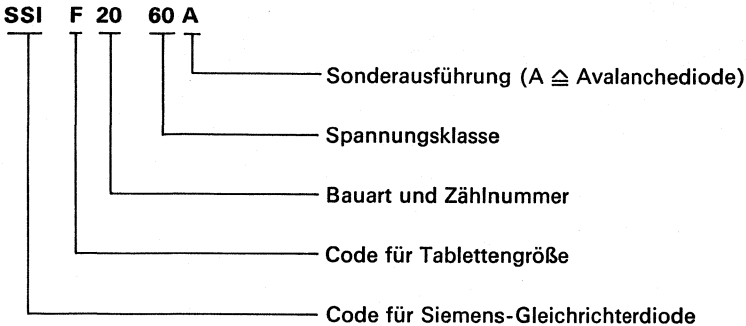 SSI F 20 60 A
Sonderausführung (A ≙ Avalanchediode)
Spannungsklasse
Bauart und Zählnummer
Code für Tablettengröße
Code für Siemens-Gleichrichterdiode